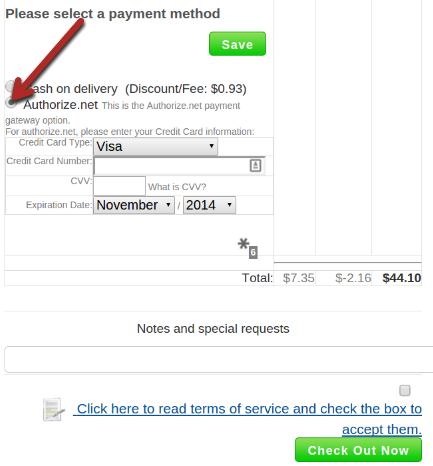 Please select a payment method
Save
Cash on delivery (Discount/Fee: $0.93)
Authorize.net This is the Authorize.net payment
gateway option.
For authorize.net, please enter your Credit Card information:
Credit Card Type: Visa
Credit Card Number:
CVV: What is CVV?
Expiration Date: November / 2014
* 6
Total: $7.35 $-2.16 $44.10
Notes and special requests
Click here to read terms of service and check the box to
accept them.
Check Out Now